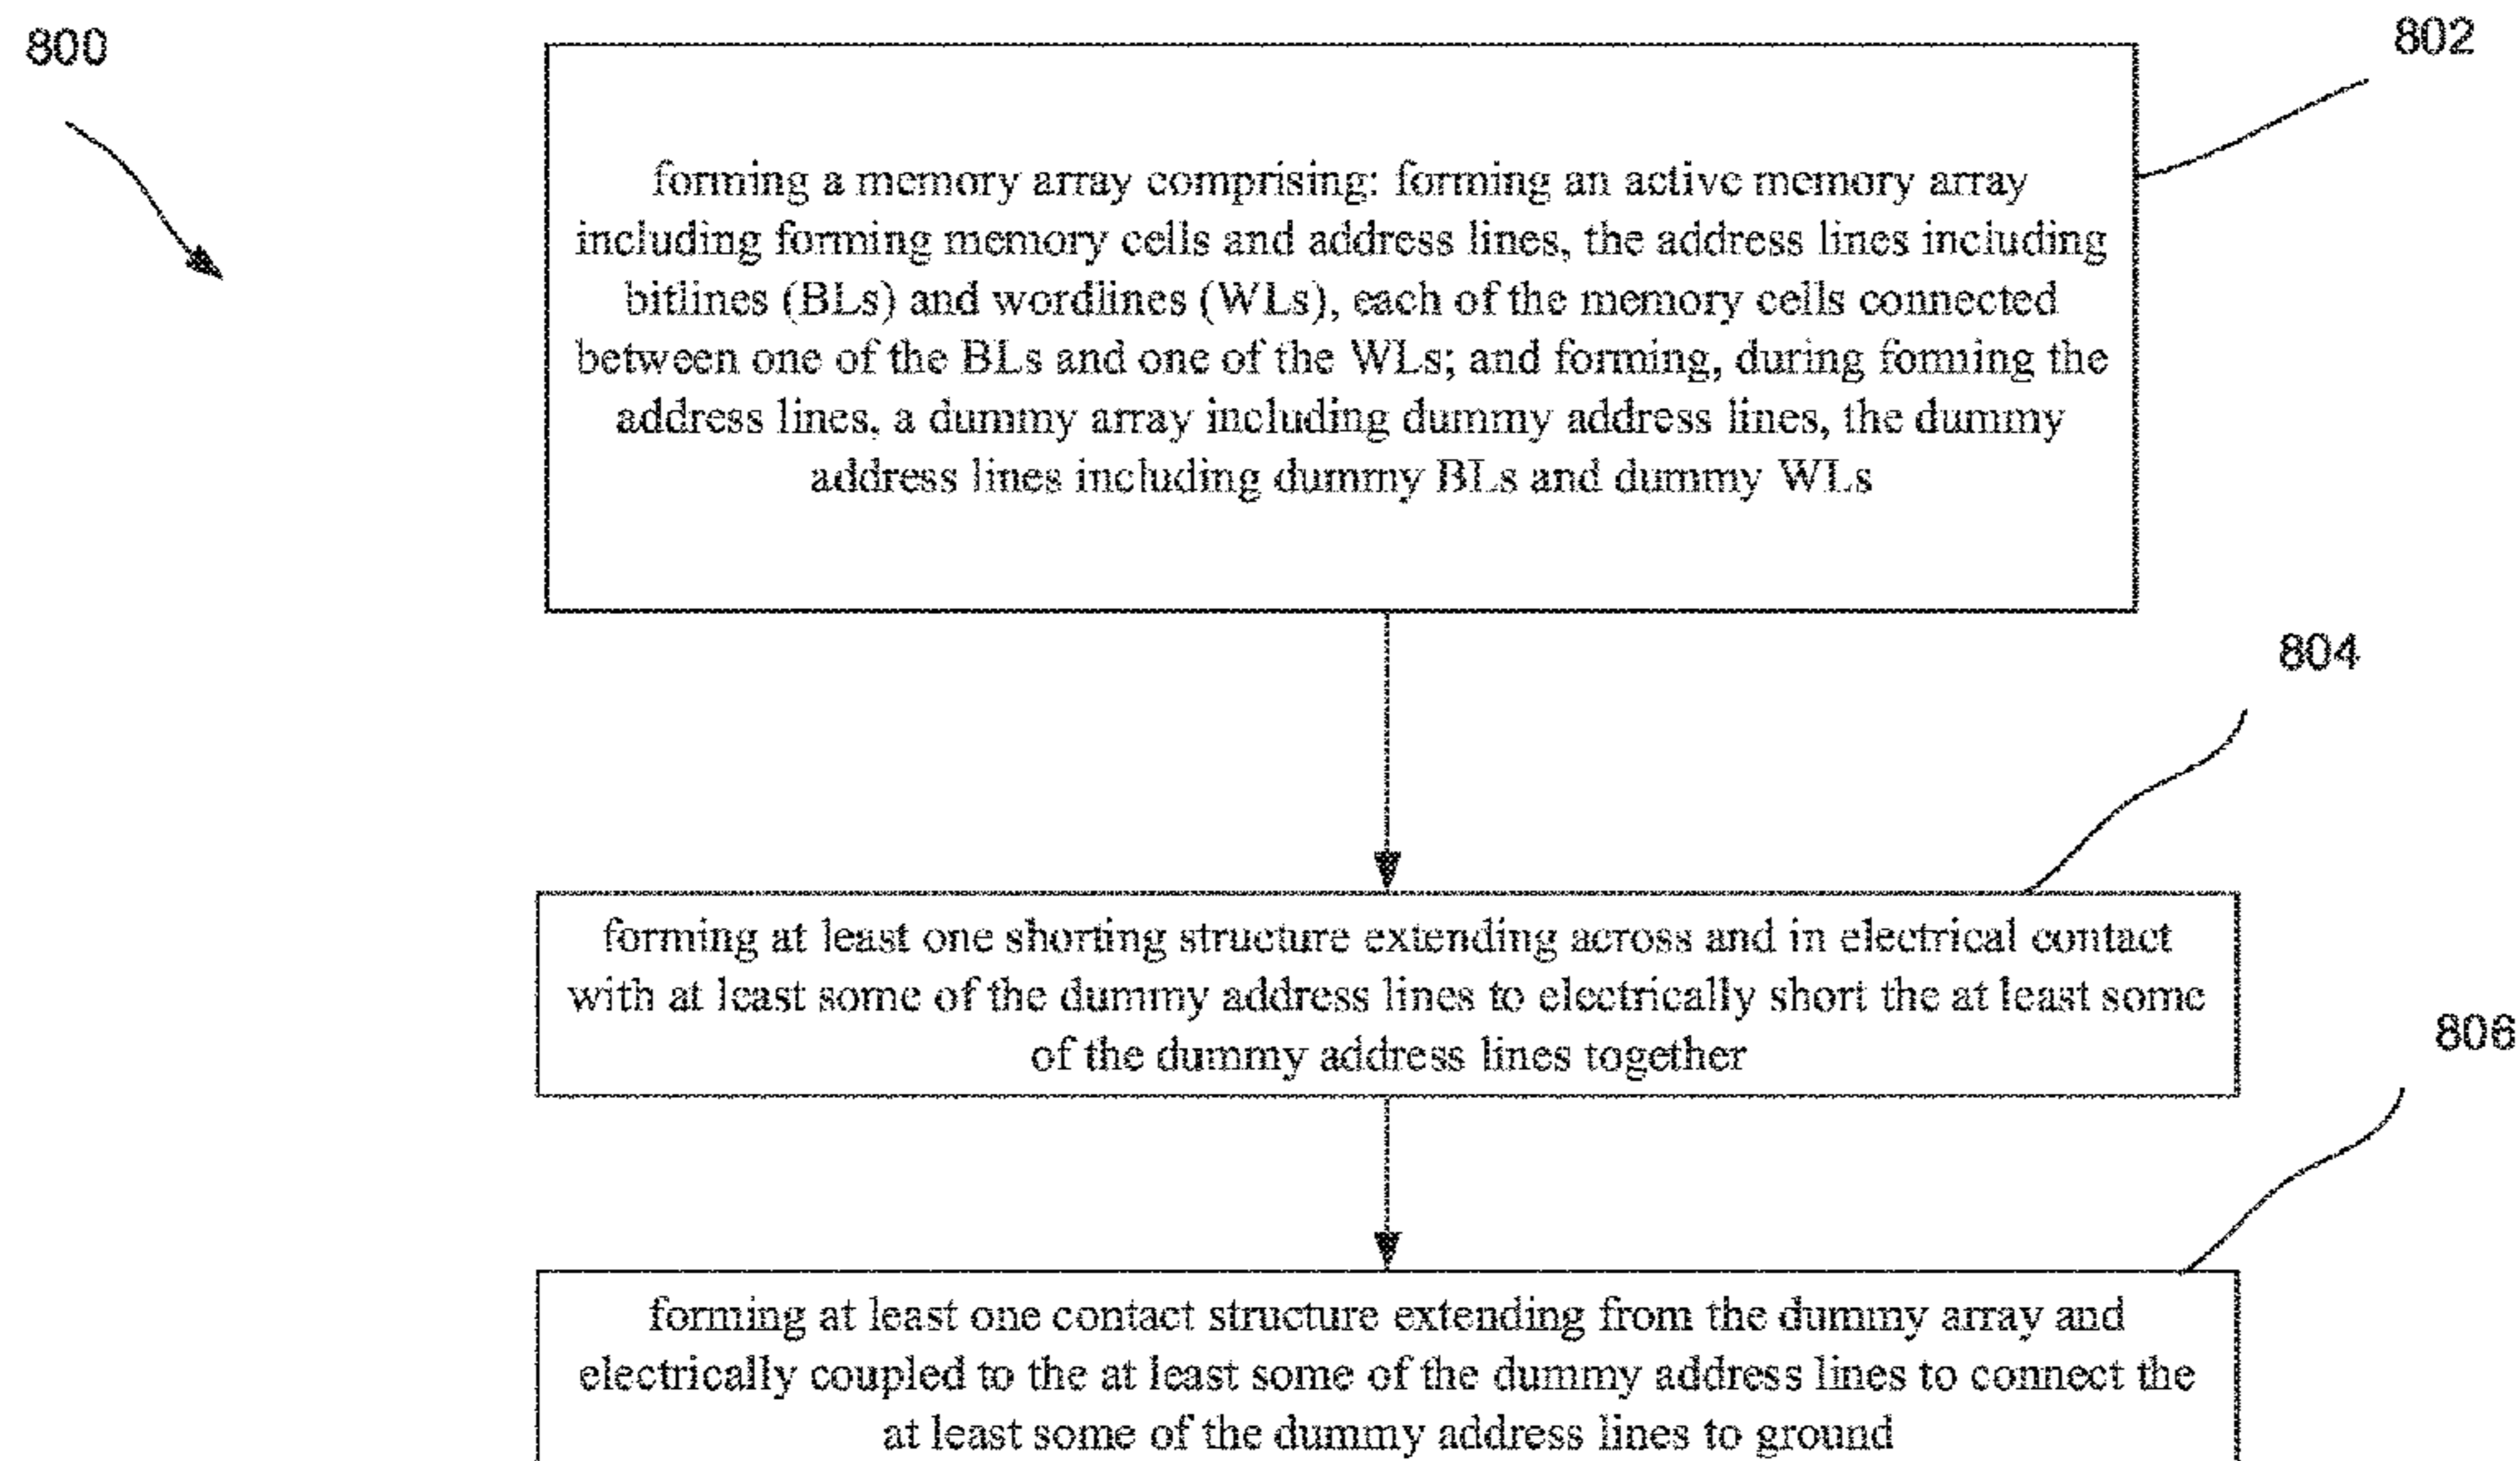 800
802
forming a memory array comprising: forming an active memory array
including forming memory cells and address lines, the address lines including
bitlines (BLs) and wordlines (WLs), each of the memory cells connected
between one of the BLs and one of the WLs; and forming, during forming the
address lines, a dummy array including dummy address lines, the dummy
address lines including dummy BLs and dummy WLs
804
forming at least one shorting structure extending across and in electrical contact
with at least some of the dummy address lines to electrically short the at least some
of the dummy address lines together
806
forming at least one contact structure extending from the dummy array and
electrically coupled to the at least some of the dummy address lines to connect the
at least some of the dummy address lines to ground